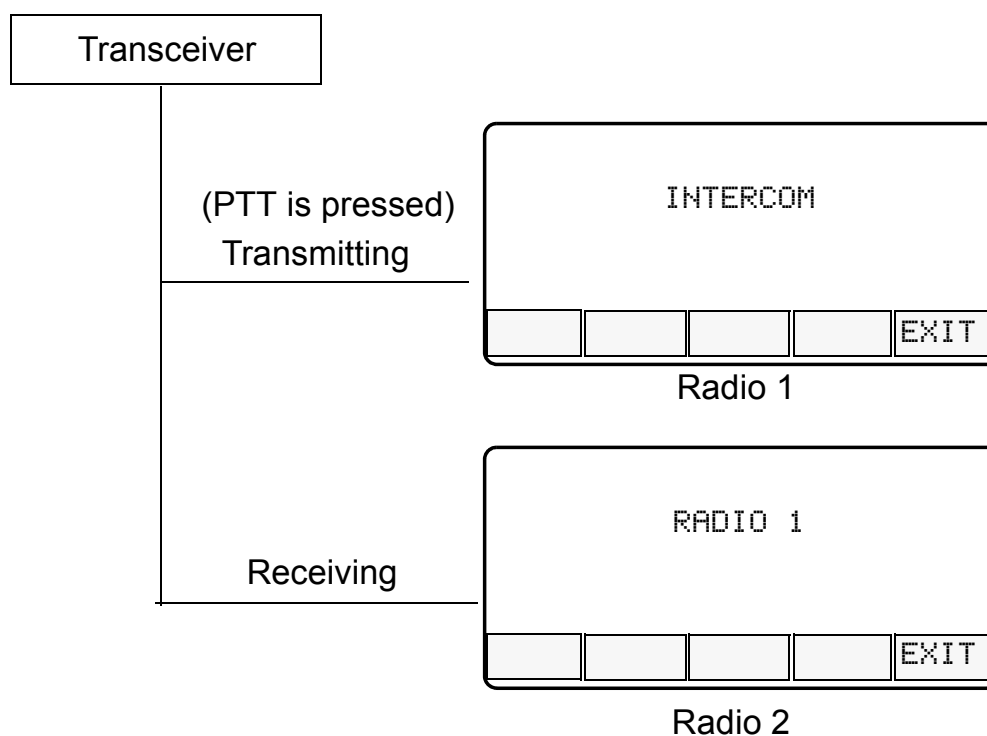 Transceiver
(PTT is pressed)
Transmitting
INTERCOM
EXIT
Radio 1
Receiving
RADIO 1
EXIT
Radio 2